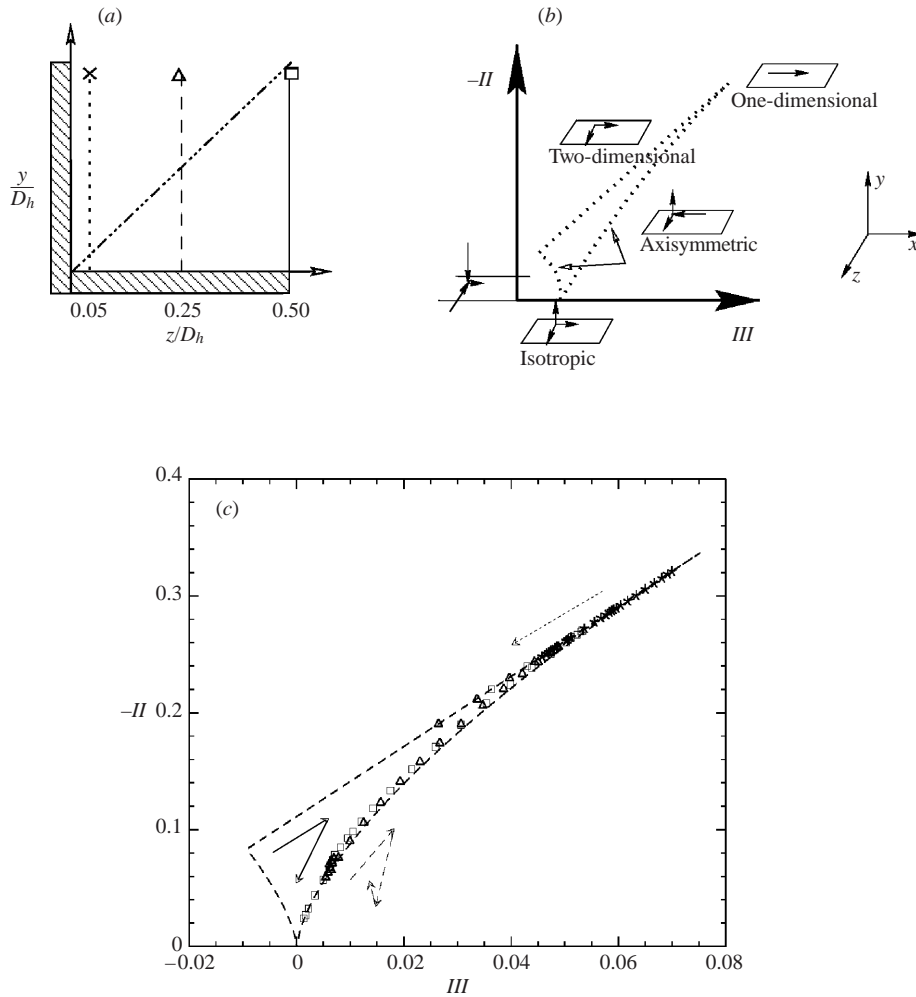 (a)
y
D_h
0.05
0.25
0.50
z/D_h
(b)
–II
One-dimensional
Two-dimensional
Axisymmetric
Isotropic
III
y
x
z
(c)
0.4
0.3
0.2
–II
0.1
0
–0.02
0
0.02
0.04
0.06
0.08
III